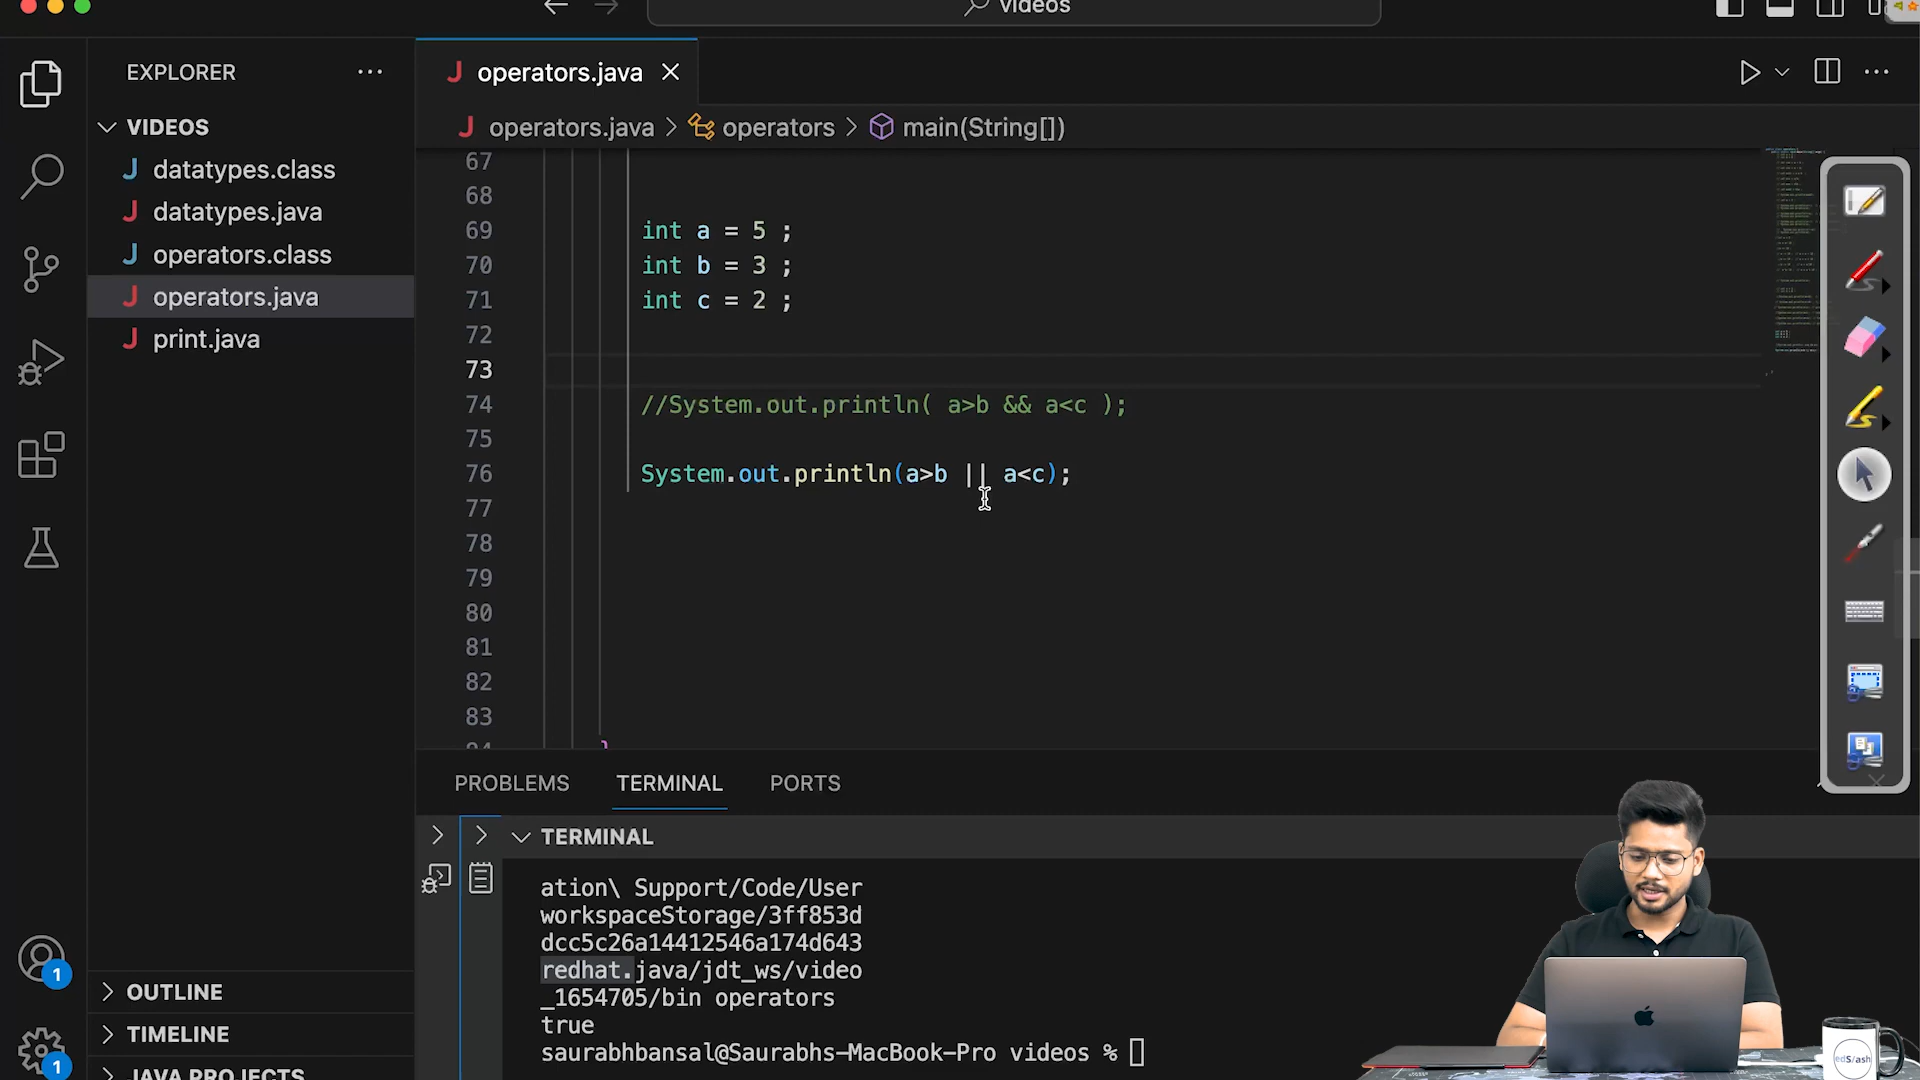 videos
EXPLORER
operators.java
VIDEOS
operators.java > operators > main(String[])
datatypes.class
datatypes.java
operators.class
operators.java
print.java
67
68
69 int a = 5 ;
70 int b = 3 ;
71 int c = 2 ;
72
73
74 //System.out.println( a>b && a<c );
75
76 System.out.println(a>b || a<c);
77
78
79
80
81
82
83
84 }
PROBLEMS TERMINAL PORTS
TERMINAL
ation\ Support/Code/User
workspaceStorage/3ff853d
dcc5c26a14412546a174d643
redhat.java/jdt_ws/video
_1654705/bin operators
true
saurabhbansal@Saurabhs-MacBook-Pro videos %
1
OUTLINE
TIMELINE
1
JAVA PROJECTS
edSlash